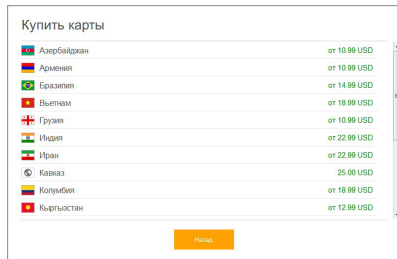 Купить карты
Азербайджан от 10.99 USD
Армения от 10.99 USD
Бразилия от 14.99 USD
Вьетнам от 18.99 USD
Грузия от 10.99 USD
Индия от 22.99 USD
Иран от 22.99 USD
Кавказ 25.00 USD
Колумбия от 18.99 USD
Кыргызстан от 12.99 USD
Назад